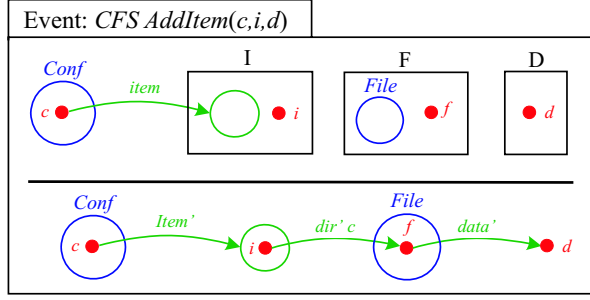 Event: CFS AddItem(c,i,d)
I F D
Conf item File
c i f d
Conf Item’ dir’ c File data’
c i f d